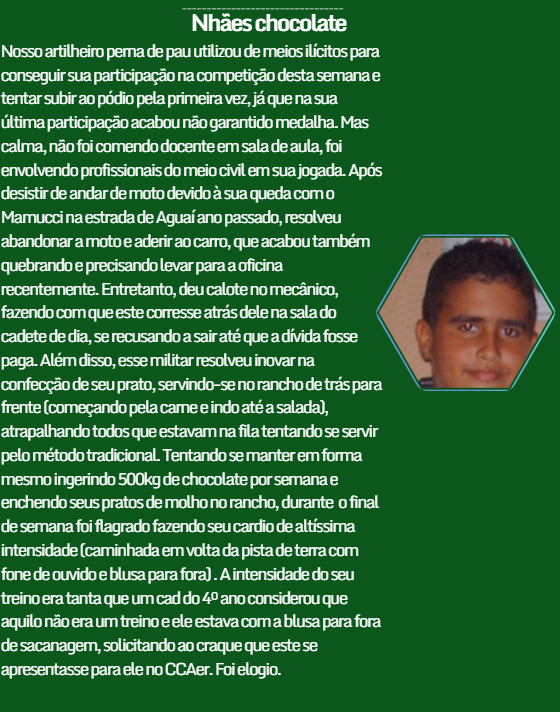 Nhães chocolate
Nosso artilheiro perna de pau utilizou de meios ilícitos para
conseguir sua participação na competição desta semana e
tentar subir ao pódio pela primeira vez, já que na sua
última participação acabou não garantido medalha. Mas
calma, não foi comendo docente em sala de aula, foi
envolvendo profissionais do meio civil em sua jogada. Após
desistir de andar de moto devido à sua queda com o
Mamucci na estrada de Aguaí ano passado, resolveu
abandonar a moto e aderir ao carro, que acabou também
quebrando e precisando levar para a oficina
recentemente. Entretanto, deu calote no mecânico,
fazendo com que este corresse atrás dele na sala do
cadete de dia, se recusando a sair até que a dívida fosse
paga. Além disso, esse militar resolveu inovar na
confecção de seu prato, servindo-se no rancho de trás para
frente (começando pela carne e indo até a salada),
atrapalhando todos que estavam na fila tentando se servir
pelo método tradicional. Tentando se manter em forma
mesmo ingerindo 500kg de chocolate por semana e
enchendo seus pratos de molho no rancho, durante o final
de semana foi flagrado fazendo seu cardio de altíssima
intensidade (caminhada em volta da pista de terra com
fone de ouvido e blusa para fora) . A intensidade do seu
treino era tanta que um cad do 4º ano considerou que
aquilo não era um treino e ele estava com a blusa para fora
de sacanagem, solicitando ao craque que este se
apresentasse para ele no CCAer. Foi elogio.